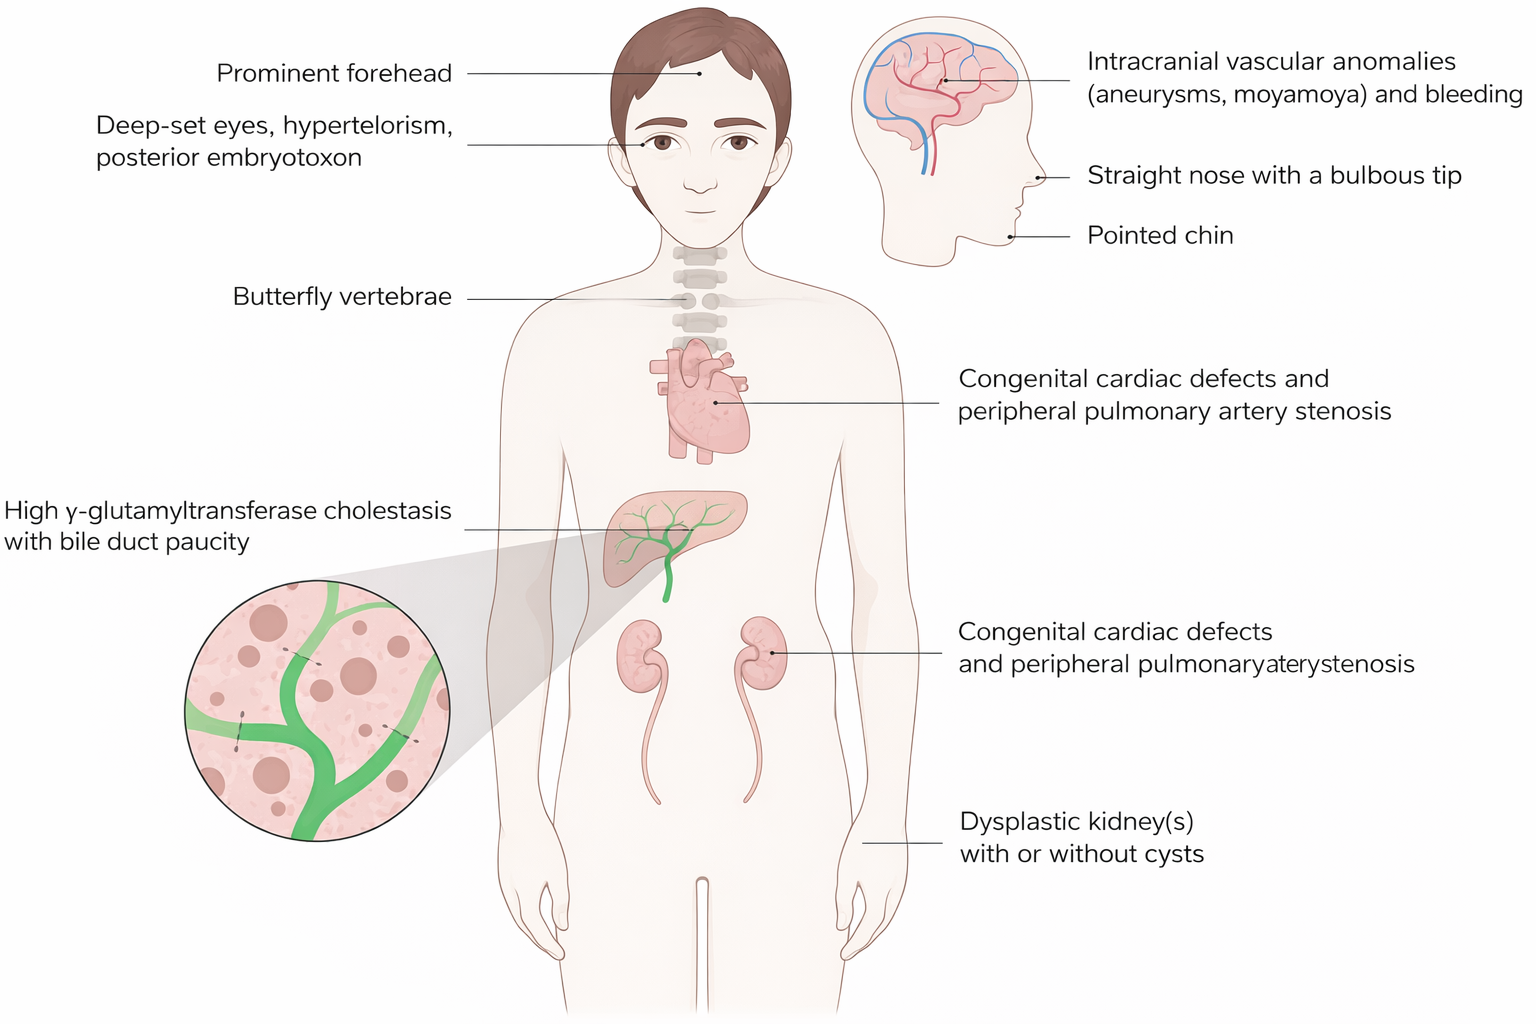 Prominent forehead
Deep-set eyes, hypertelorism,
posterior embryotoxon
Butterfly vertebrae
High γ-glutamyltransferase cholestasis
with bile duct paucity
Intracranial vascular anomalies
(aneurysms, moyamoya) and bleeding
Straight nose with a bulbous tip
Pointed chin
Congenital cardiac defects and
peripheral pulmonary artery stenosis
Congenital cardiac defects
and peripheral pulmonaryaterystenosis
Dysplastic kidney(s)
with or without cysts